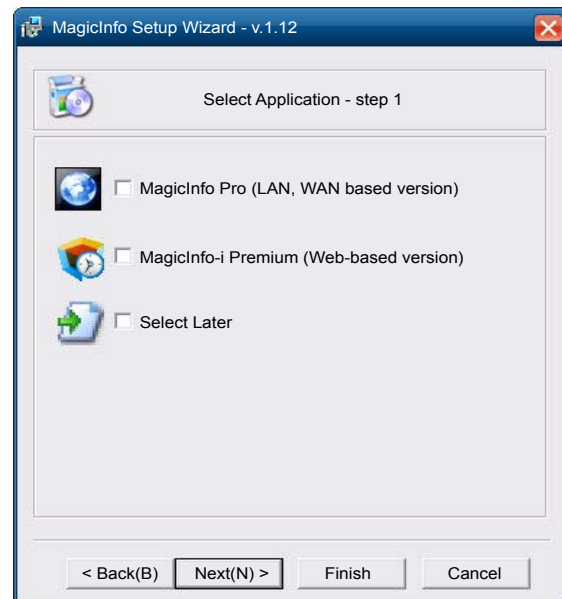 MagicInfo Setup Wizard - v.1.12
Select Application - step 1
MagicInfo Pro (LAN, WAN based version)
MagicInfo-i Premium (Web-based version)
Select Later
< Back(B) Next(N) > Finish Cancel